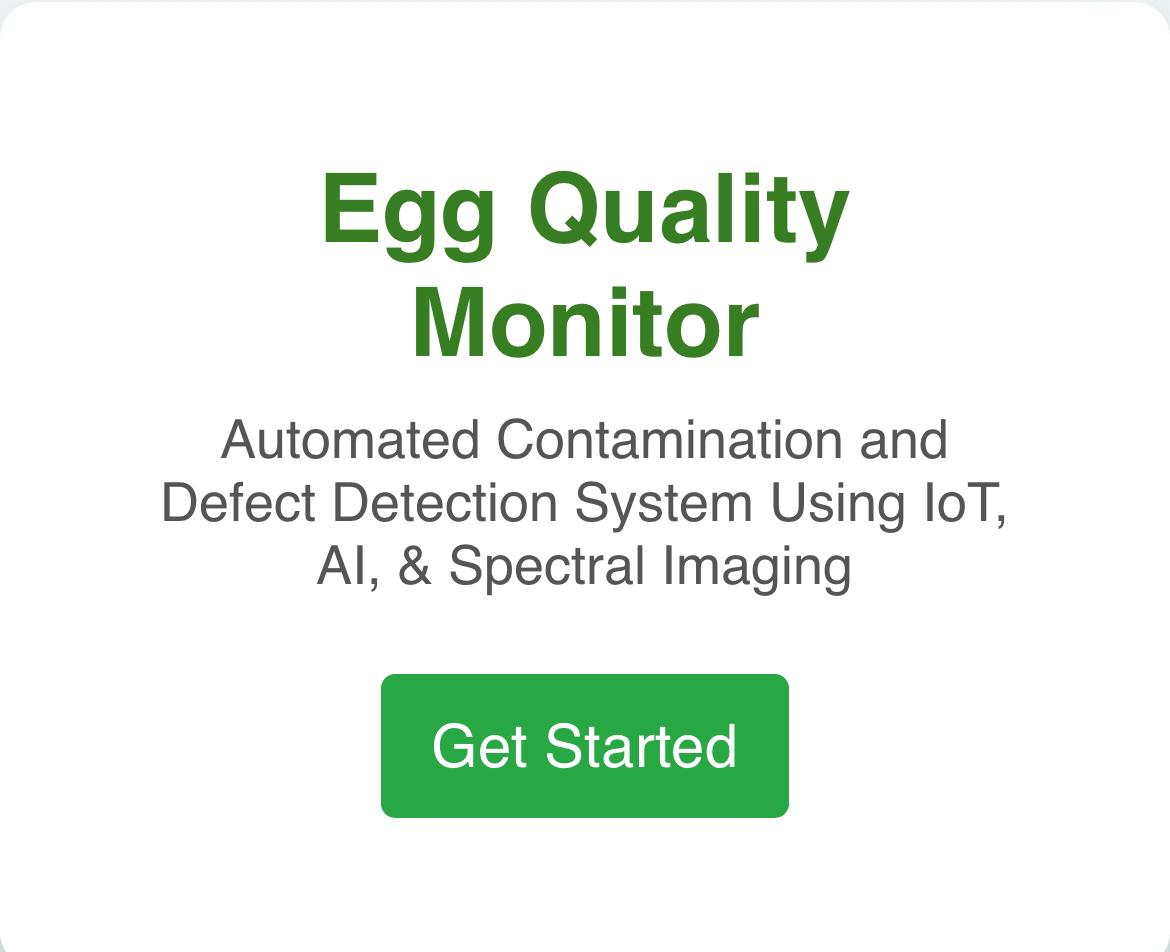 Egg Quality
Monitor
Automated Contamination and
Defect Detection System Using IoT,
AI, & Spectral Imaging
Get Started